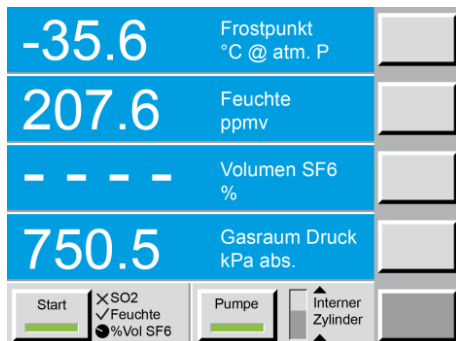 -35.6
Frostpunkt
°C @ atm. P
207.6
Feuchte
ppmv
- - - -
Volumen SF6
%
750.5
Gasraum Druck
kPa abs.
Start
✕SO2
✓Feuchte
%Vol SF6
Pumpe
Interner
Zylinder